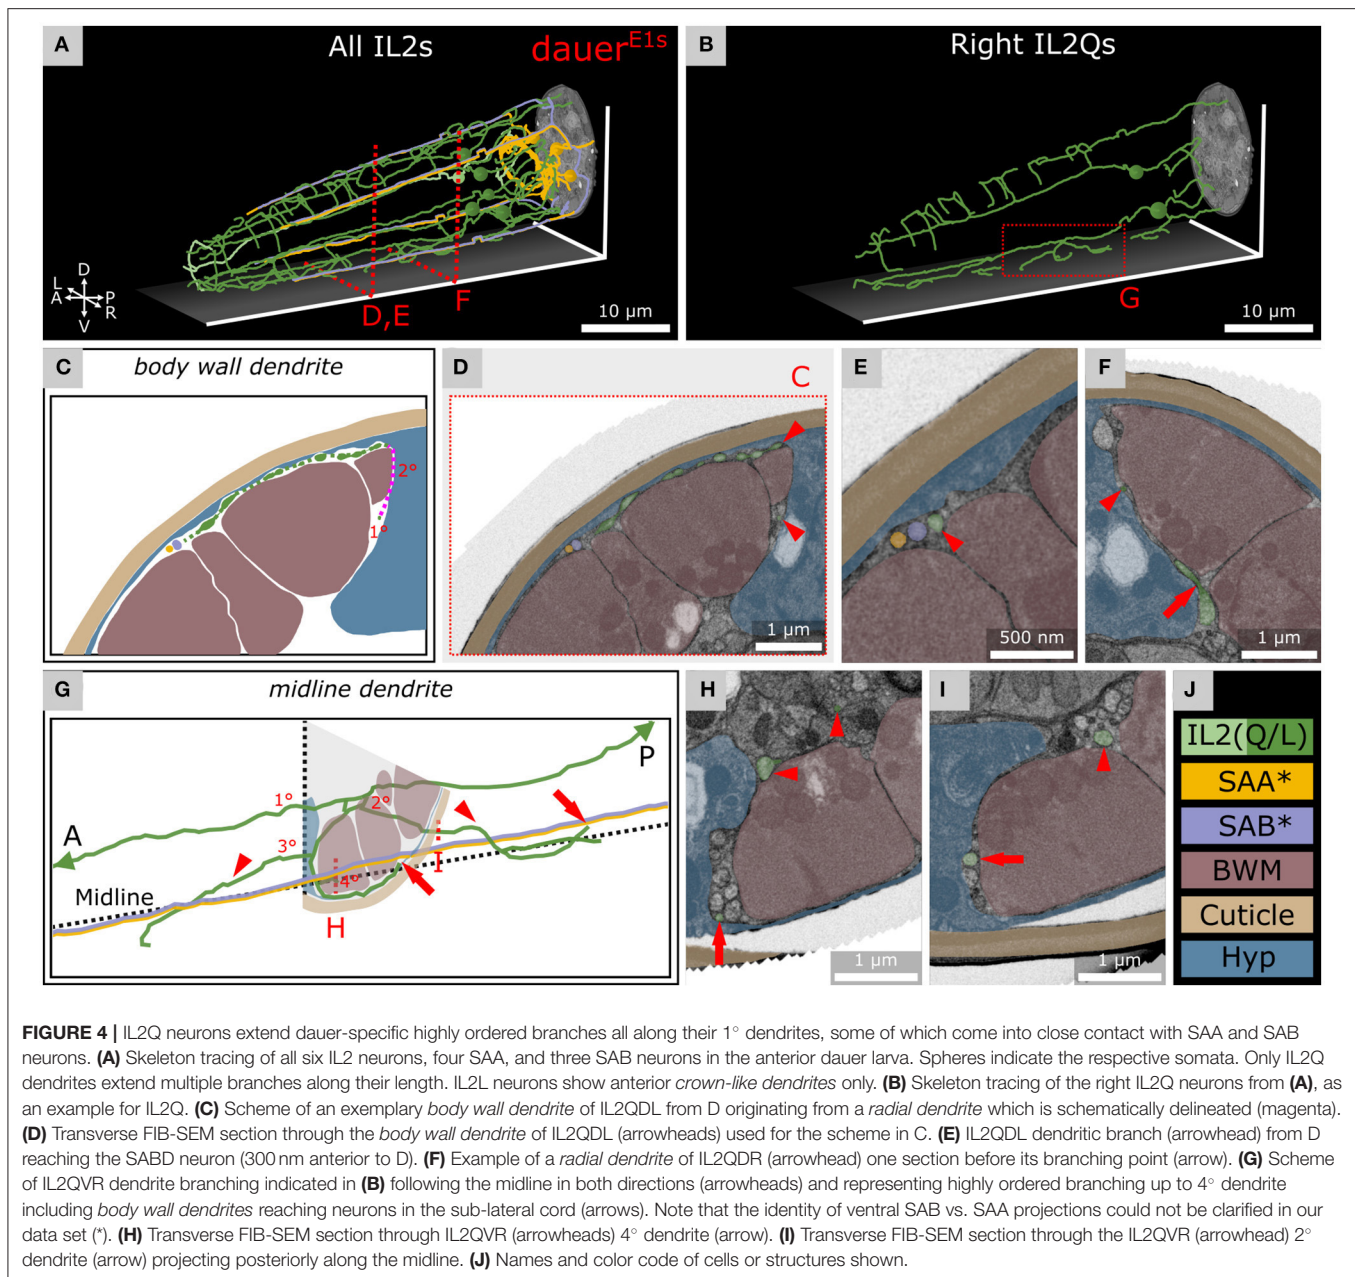 A
All IL2s
dauerE1s
L
D
A
P
R
V
D,E
F
10 µm
B
Right IL2Qs
G
10 µm
C
body wall dendrite
2°
1°
D
C
1 µm
E
500 nm
F
1 µm
G
midline dendrite
P
1°
2°
A
3°
I
4°
Midline
H
H
1 µm
I
1 µm
J
IL2(Q/L)
SAA*
SAB*
BWM
Cuticle
Hyp
FIGURE 4 | IL2Q neurons extend dauer-specific highly ordered branches all along their 1° dendrites, some of which come into close contact with SAA and SAB
neurons. (A) Skeleton tracing of all six IL2 neurons, four SAA, and three SAB neurons in the anterior dauer larva. Spheres indicate the respective somata. Only IL2Q
dendrites extend multiple branches along their length. IL2L neurons show anterior crown-like dendrites only. (B) Skeleton tracing of the right IL2Q neurons from (A), as
an example for IL2Q. (C) Scheme of an exemplary body wall dendrite of IL2QDL from D originating from a radial dendrite which is schematically delineated (magenta).
(D) Transverse FIB-SEM section through the body wall dendrite of IL2QDL (arrowheads) used for the scheme in C. (E) IL2QDL dendritic branch (arrowhead) from D
reaching the SABD neuron (300 nm anterior to D). (F) Example of a radial dendrite of IL2QDR (arrowhead) one section before its branching point (arrow). (G) Scheme
of IL2QVR dendrite branching indicated in (B) following the midline in both directions (arrowheads) and representing highly ordered branching up to 4° dendrite
including body wall dendrites reaching neurons in the sub-lateral cord (arrows). Note that the identity of ventral SAB vs. SAA projections could not be clarified in our
data set (*). (H) Transverse FIB-SEM section through IL2QVR (arrowheads) 4° dendrite (arrow). (I) Transverse FIB-SEM section through the IL2QVR (arrowhead) 2°
dendrite (arrow) projecting posteriorly along the midline. (J) Names and color code of cells or structures shown.